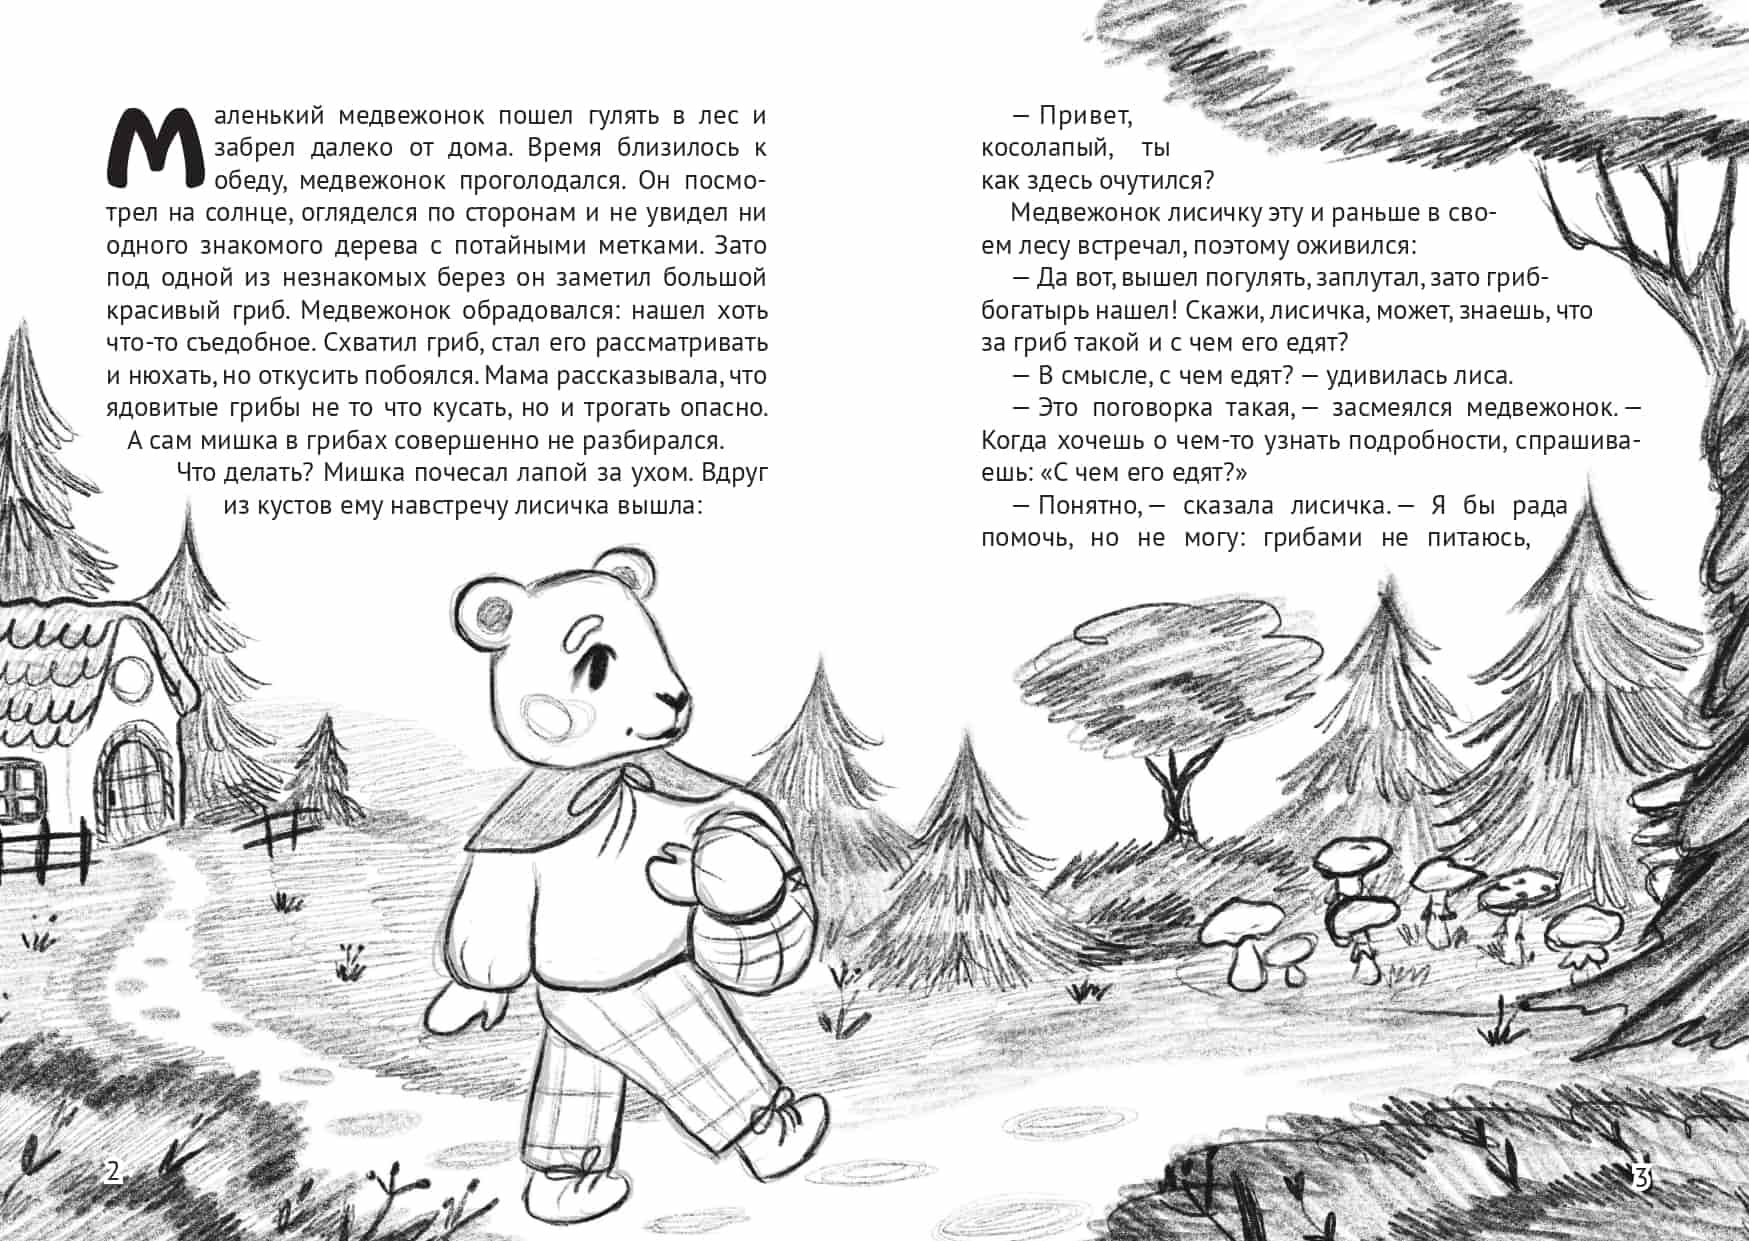 Маленький медвежонок пошел гулять в лес и
забрел далеко от дома. Время близилось к
обеду, медвежонок проголодался. Он посмо-
трел на солнце, огляделся по сторонам и не увидел ни
одного знакомого дерева с потайными метками. Зато
под одной из незнакомых берез он заметил большой
красивый гриб. Медвежонок обрадовался: нашел хоть
что-то съедобное. Схватил гриб, стал его рассматривать
и нюхать, но откусить побоялся. Мама рассказывала, что
ядовитые грибы не то что кусать, но и трогать опасно.
А сам мишка в грибах совершенно не разбирался.
Что делать? Мишка почесал лапой за ухом. Вдруг
из кустов ему навстречу лисичка вышла:
2
— Привет,
косолапый, ты
как здесь очутился?
Медвежонок лисичку эту и раньше в сво-
ем лесу встречал, поэтому оживился:
— Да вот, вышел погулять, заплутал, зато гриб-
богатырь нашел! Скажи, лисичка, может, знаешь, что
за гриб такой и с чем его едят?
— В смысле, с чем едят? — удивилась лиса.
— Это поговорка такая, — засмеялся медвежонок. —
Когда хочешь о чем-то узнать подробности, спрашива-
ешь: «С чем его едят?»
— Понятно, — сказала лисичка. — Я бы рада
помочь, но не могу: грибами не питаюсь,
3